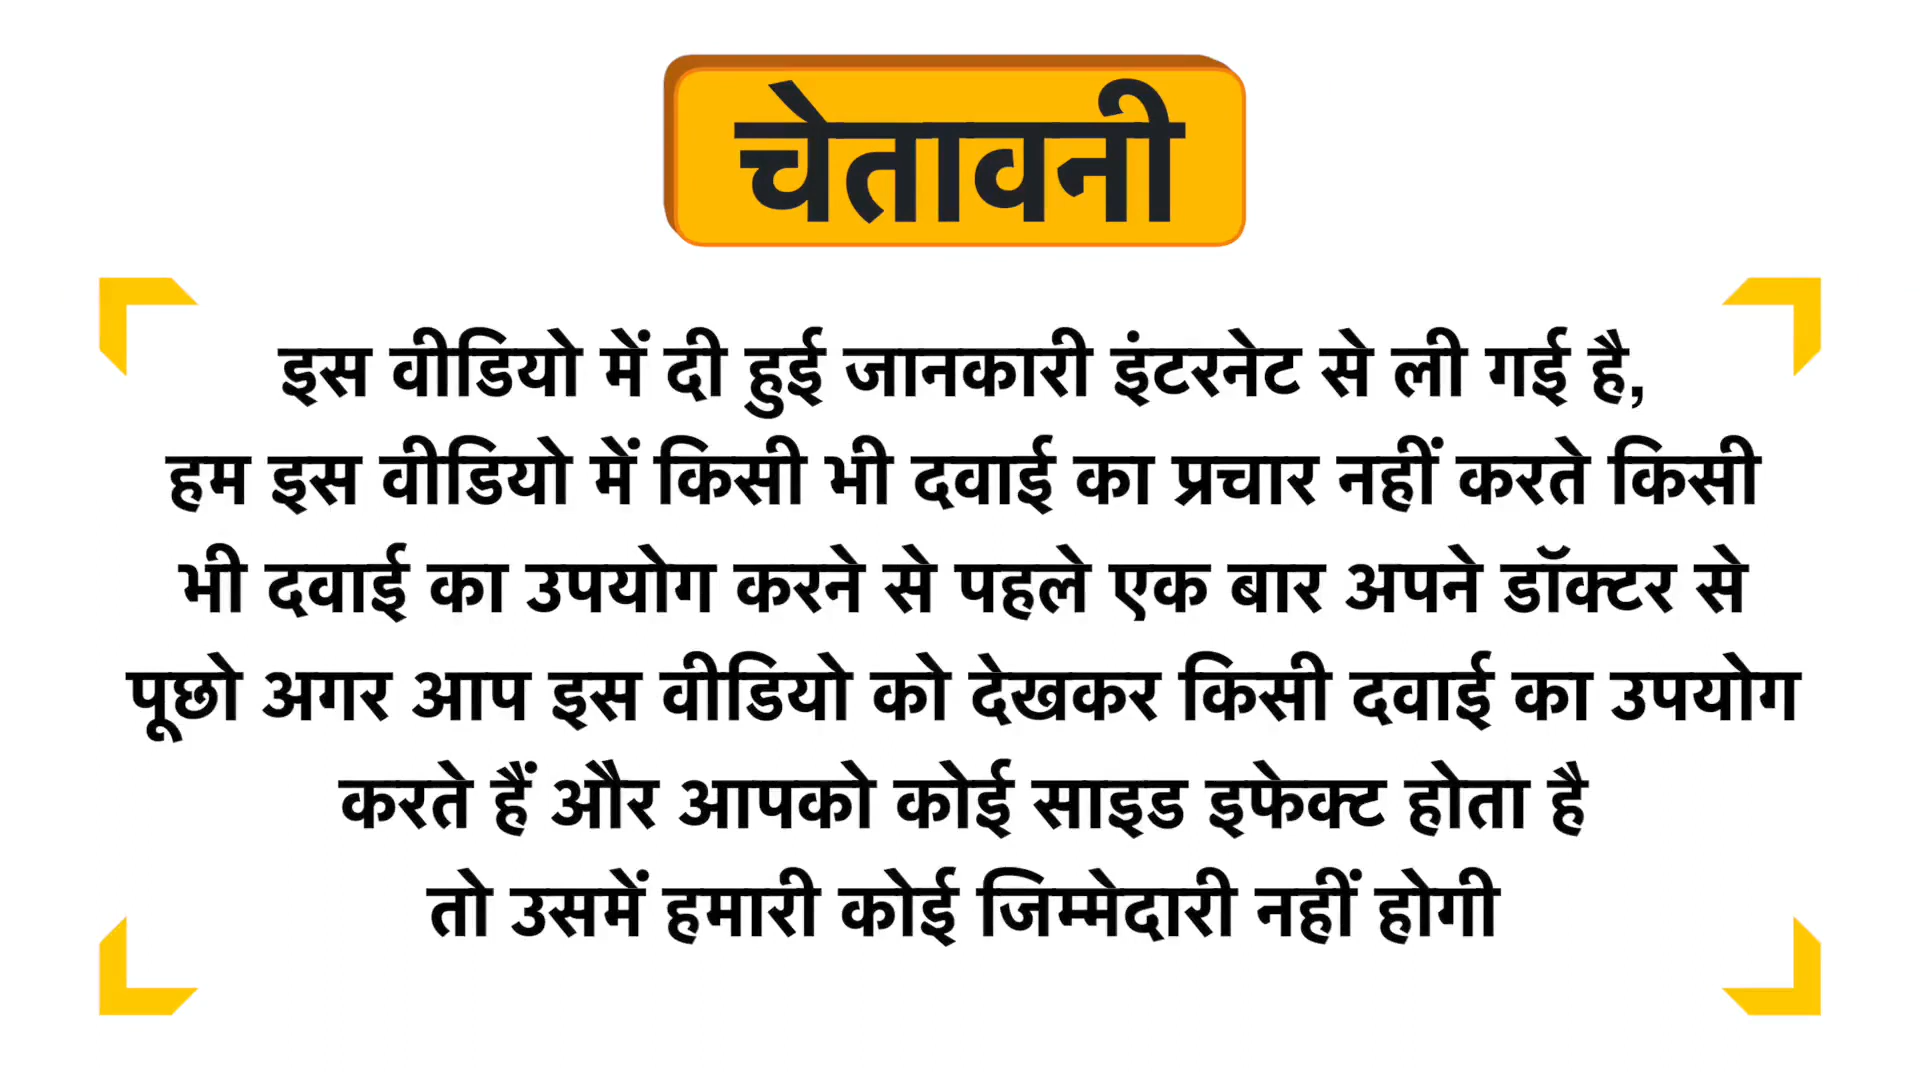 चेतावनी
इस वीडियो में दी हुई जानकारी इंटरनेट से ली गई है,
हम इस वीडियो में किसी भी दवाई का प्रचार नहीं करते किसी
भी दवाई का उपयोग करने से पहले एक बार अपने डॉक्टर से
पूछो अगर आप इस वीडियो को देखकर किसी दवाई का उपयोग
करते हैं और आपको कोई साइड इफेक्ट होता है
तो उसमें हमारी कोई जिम्मेदारी नहीं होगी